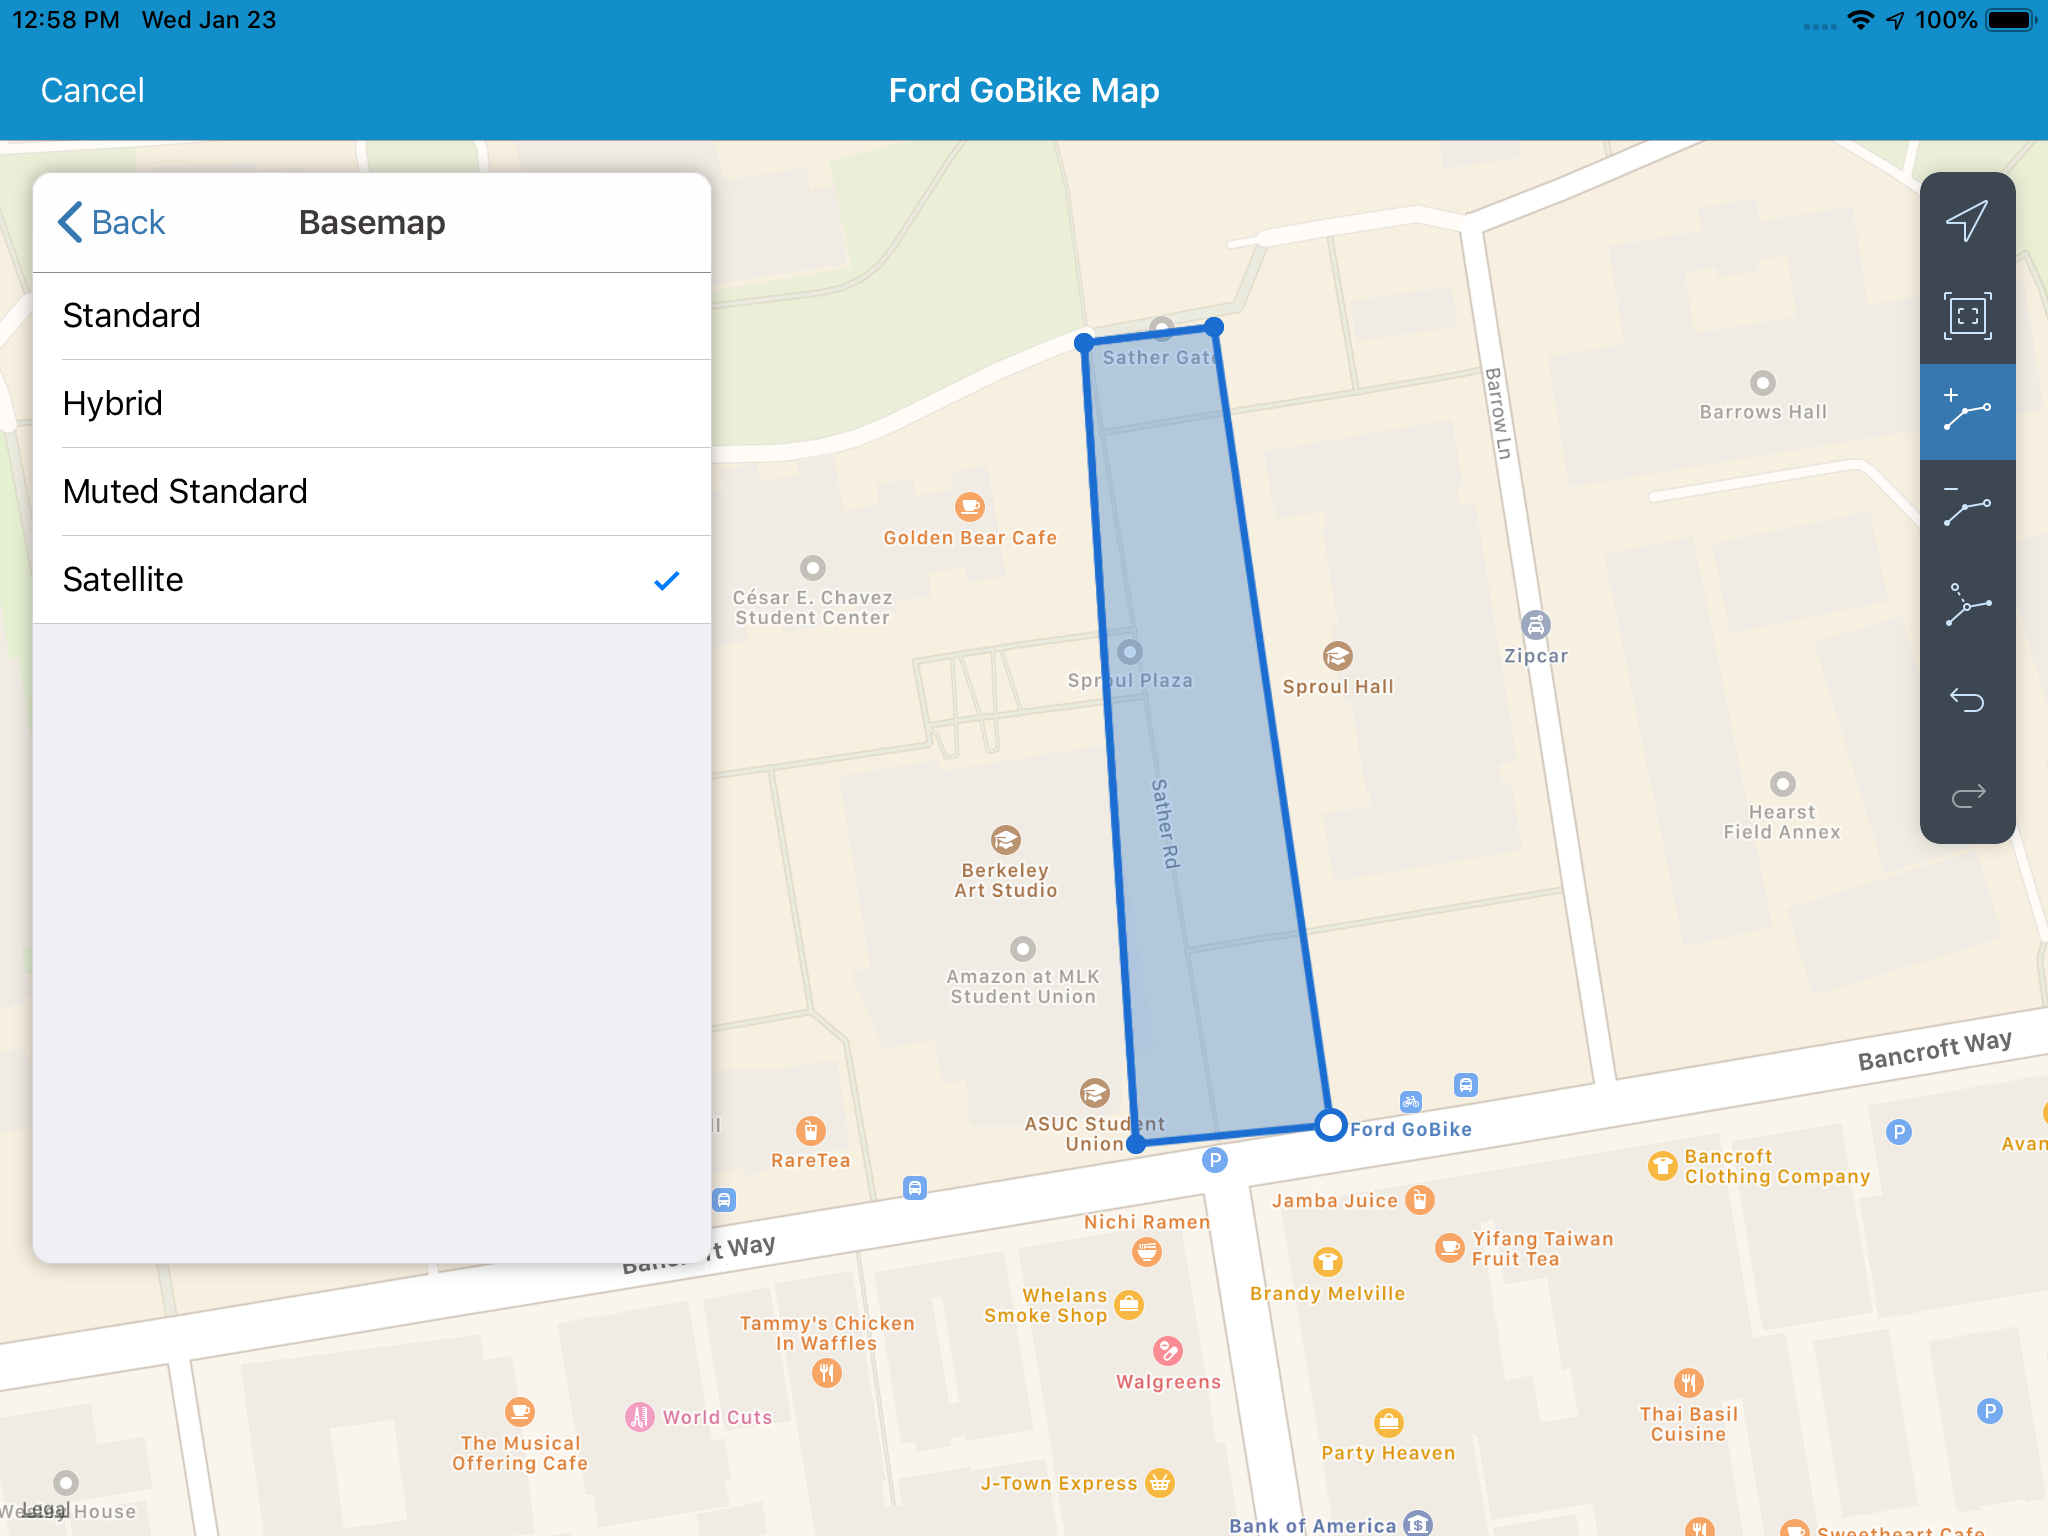 12:58 PM Wed Jan 23
100%
Cancel
Ford GoBike Map
Back
Basemap
Standard
Hybrid
Muted Standard
Satellite
Sather Gate
Barrow Ln
Barrows Hall
Golden Bear Cafe
César E. Chavez
Student Center
Sproul Plaza
Sproul Hall
Zipcar
Sather Rd
Hearst
Field Annex
Berkeley
Art Studio
Amazon at MLK
Student Union
Bancroft Way
ASUC Student
Union
Ford GoBike
P
P
RareTea
Bancroft
Clothing Company
Jamba Juice
Nichi Ramen
Yifang Taiwan
Fruit Tea
Way
Brandy Melville
Whelans
Smoke Shop
Tammy's Chicken
In Waffles
Walgreens
World Cuts
The Musical
Offering Cafe
Party Heaven
Thai Basil
Cuisine
P
J-Town Express
Legal
House
Bank of America
$
Sweetheart Cafe